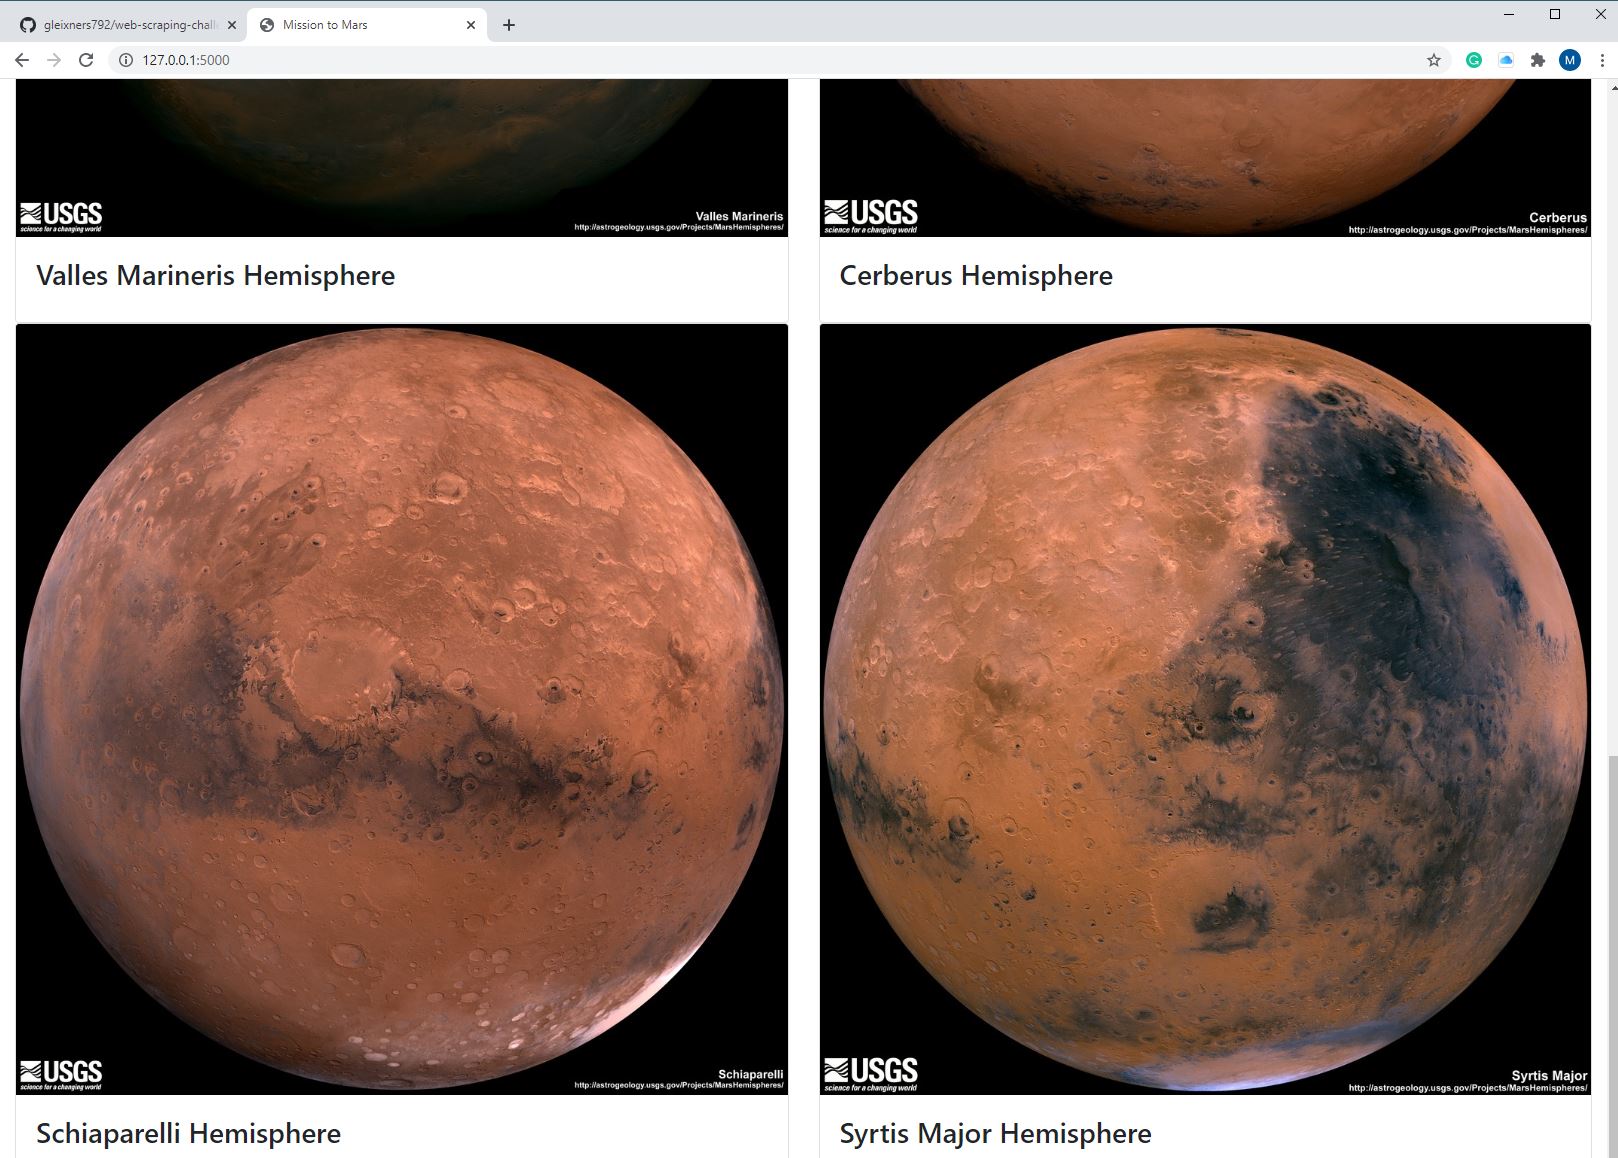 gleixners792/web-scraping-chall
Mission to Mars
127.0.0.1:5000
G
M
USGS
science for a changing world
Valles Marineris
http://astrogeology.usgs.gov/Projects/MarsHemispheres/
USGS
science for a changing world
Cerberus
http://astrogeology.usgs.gov/Projects/MarsHemispheres/
Valles Marineris Hemisphere
Cerberus Hemisphere
USGS
science for a changing world
Schiaparelli
http://astrogeology.usgs.gov/Projects/MarsHemispheres/
USGS
science for a changing world
Syrtis Major
http://astrogeology.usgs.gov/Projects/MarsHemispheres/
Schiaparelli Hemisphere
Syrtis Major Hemisphere